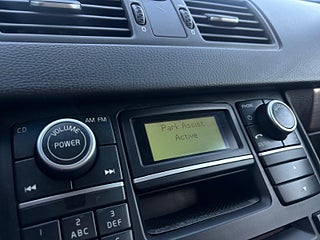 Park Assist
Active
AM FM
PHONE
CD
VOLUME
POWER
1
2
ABC
3
DEF